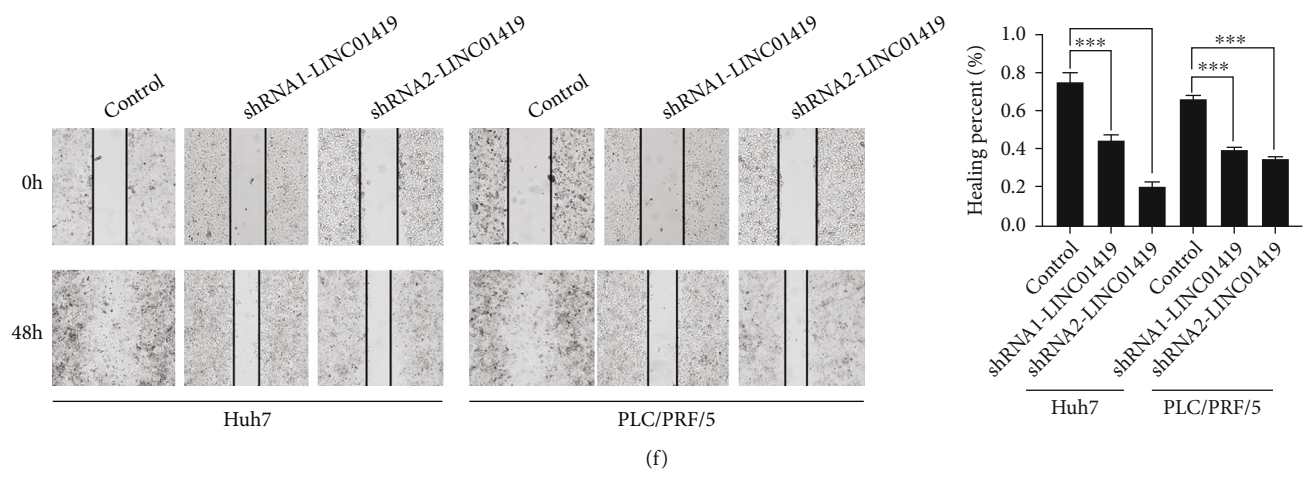 Control
shRNA1-LINC01419
shRNA2-LINC01419
Control
shRNA1-LINC01419
shRNA2-LINC01419
0h
48h
Huh7
PLC/PRF/5
Healing percent (%)
1.0
0.8
0.6
0.4
0.2
0.0
***
***
***
Control
shRNA1-LINC01419
shRNA2-LINC01419
Control
shRNA1-LINC01419
shRNA2-LINC01419
Huh7
PLC/PRF/5
(f)